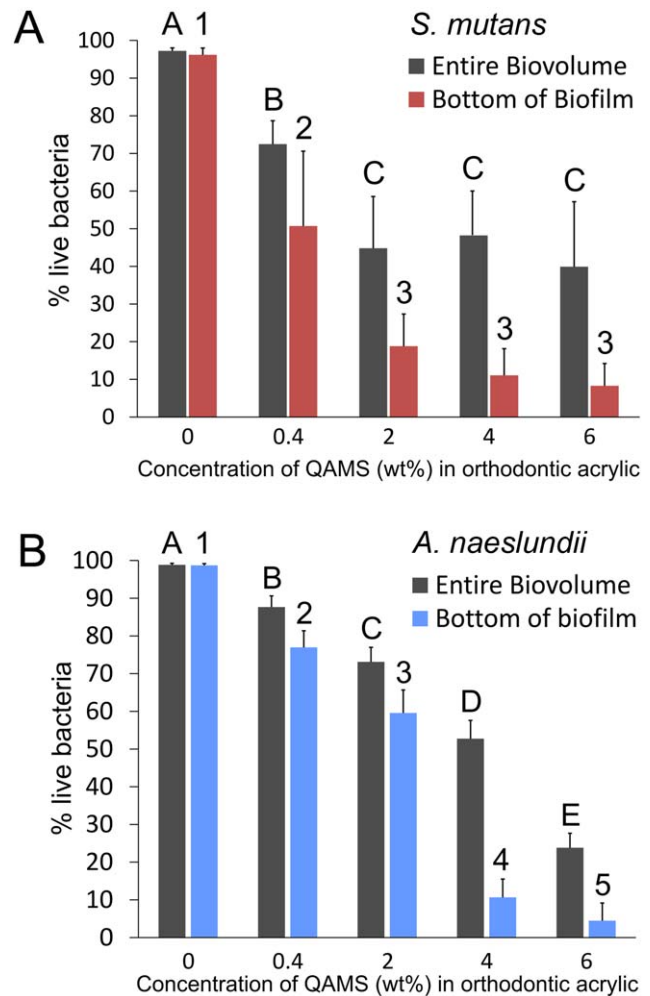 A
S. mutans
Entire Biovolume
Bottom of Biofilm
% live bacteria
100
90
80
70
60
50
40
30
20
10
0
A 1
B 2
C 3
C 3
C 3
0 0.4 2 4 6
Concentration of QAMS (wt%) in orthodontic acrylic
B
A. naeslundii
Entire Biovolume
Bottom of biofilm
% live bacteria
100
90
80
70
60
50
40
30
20
10
0
A 1
B 2
C 3
D 4
E 5
0 0.4 2 4 6
Concentration of QAMS (wt%) in orthodontic acrylic